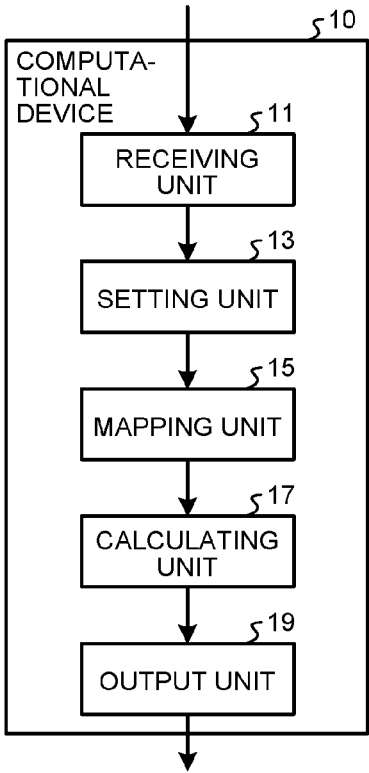 10
COMPUTA-
TIONAL
DEVICE
11
RECEIVING
UNIT
13
SETTING UNIT
15
MAPPING UNIT
17
CALCULATING
UNIT
19
OUTPUT UNIT